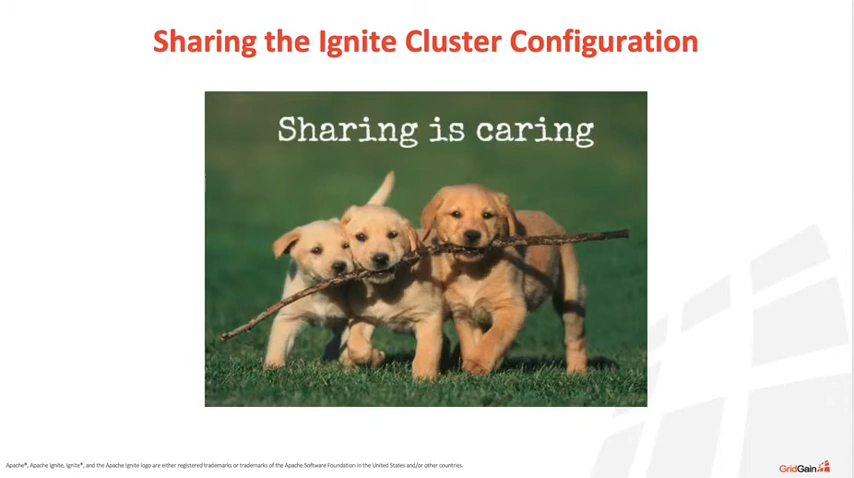 Sharing the Ignite Cluster Configuration
Sharing is caring
Apache®, Apache Ignite, Ignite®, and the Apache Ignite logo are either registered trademarks or trademarks of the Apache Software Foundation in the United States and/or other countries.
GridGain